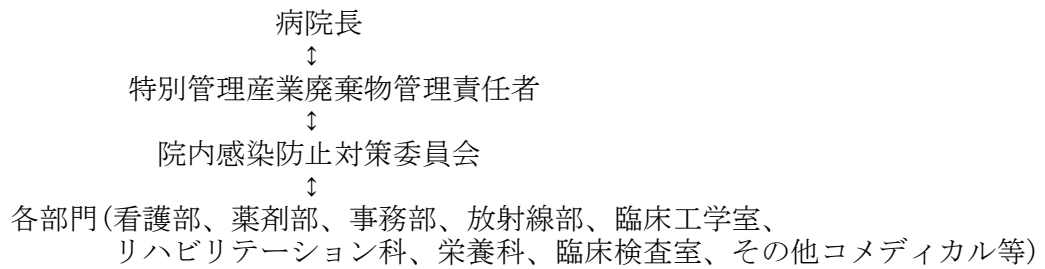 病院長
↕
特別管理産業廃棄物管理責任者
↕
院内感染防止対策委員会
↕
各部門(看護部、薬剤部、事務部、放射線部、臨床工学室、
リハビリテーション科、栄養科、臨床検査室、その他コメディカル等)